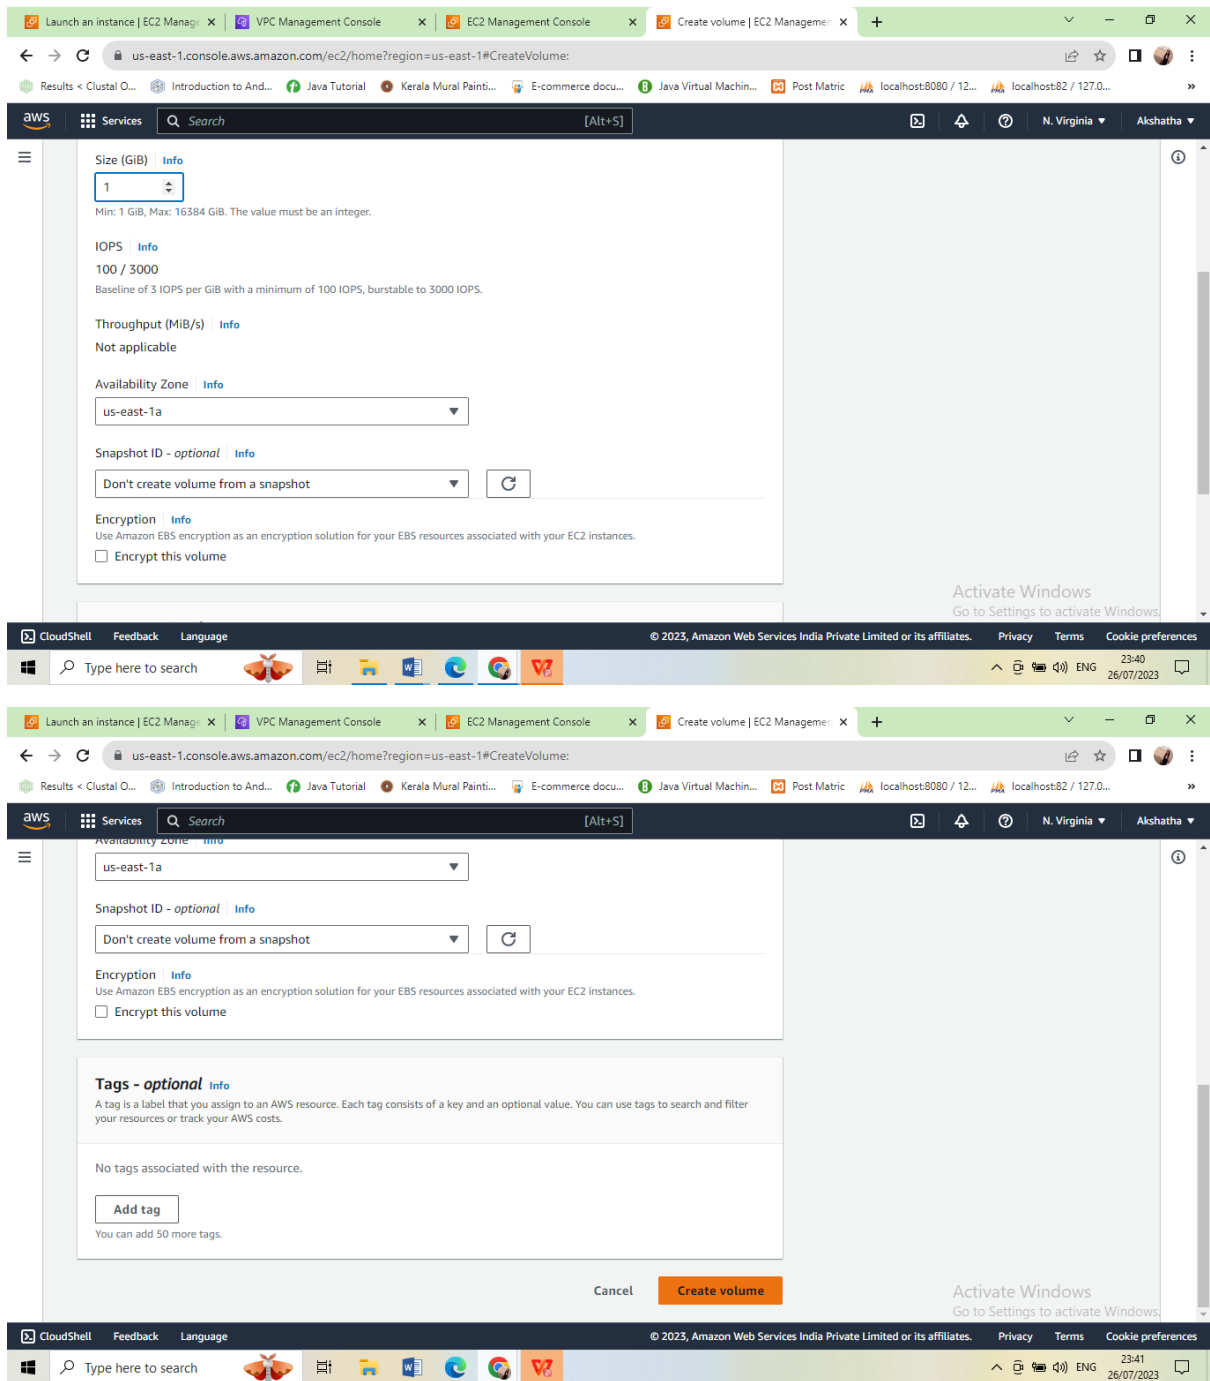 Launch an instance | EC2 Manage VPC Management Console EC2 Management Console Create volume | EC2 Managemen
us-east-1.console.aws.amazon.com/ec2/home?region=us-east-1#CreateVolume:
Results < Clustal O... Introduction to And... Java Tutorial Kerala Mural Painti... E-commerce docu... Java Virtual Machin... Post Matric localhost:8080 / 12... localhost:82 / 127.0... »
aws Services Search [Alt+S] N. Virginia Akshatha
Size (GiB) Info
1
Min: 1 GiB, Max: 16384 GiB. The value must be an integer.
IOPS Info
100 / 3000
Baseline of 3 IOPS per GiB with a minimum of 100 IOPS, burstable to 3000 IOPS.
Throughput (MiB/s) Info
Not applicable
Availability Zone Info
us-east-1a
Snapshot ID - optional Info
Don't create volume from a snapshot
Encryption Info
Use Amazon EBS encryption as an encryption solution for your EBS resources associated with your EC2 instances.
Encrypt this volume
Activate Windows
Go to Settings to activate Windows.
CloudShell Feedback Language © 2023, Amazon Web Services India Private Limited or its affiliates. Privacy Terms Cookie preferences
Type here to search ENG 23:40
26/07/2023
Launch an instance | EC2 Manage VPC Management Console EC2 Management Console Create volume | EC2 Managemen
us-east-1.console.aws.amazon.com/ec2/home?region=us-east-1#CreateVolume:
Results < Clustal O... Introduction to And... Java Tutorial Kerala Mural Painti... E-commerce docu... Java Virtual Machin... Post Matric localhost:8080 / 12... localhost:82 / 127.0... »
aws Services Search [Alt+S] N. Virginia Akshatha
Availability Zone Info
us-east-1a
Snapshot ID - optional Info
Don't create volume from a snapshot
Encryption Info
Use Amazon EBS encryption as an encryption solution for your EBS resources associated with your EC2 instances.
Encrypt this volume
Tags - optional Info
A tag is a label that you assign to an AWS resource. Each tag consists of a key and an optional value. You can use tags to search and filter
your resources or track your AWS costs.
No tags associated with the resource.
Add tag
You can add 50 more tags.
Cancel Create volume
Activate Windows
Go to Settings to activate Windows.
CloudShell Feedback Language © 2023, Amazon Web Services India Private Limited or its affiliates. Privacy Terms Cookie preferences
Type here to search ENG 23:41
26/07/2023